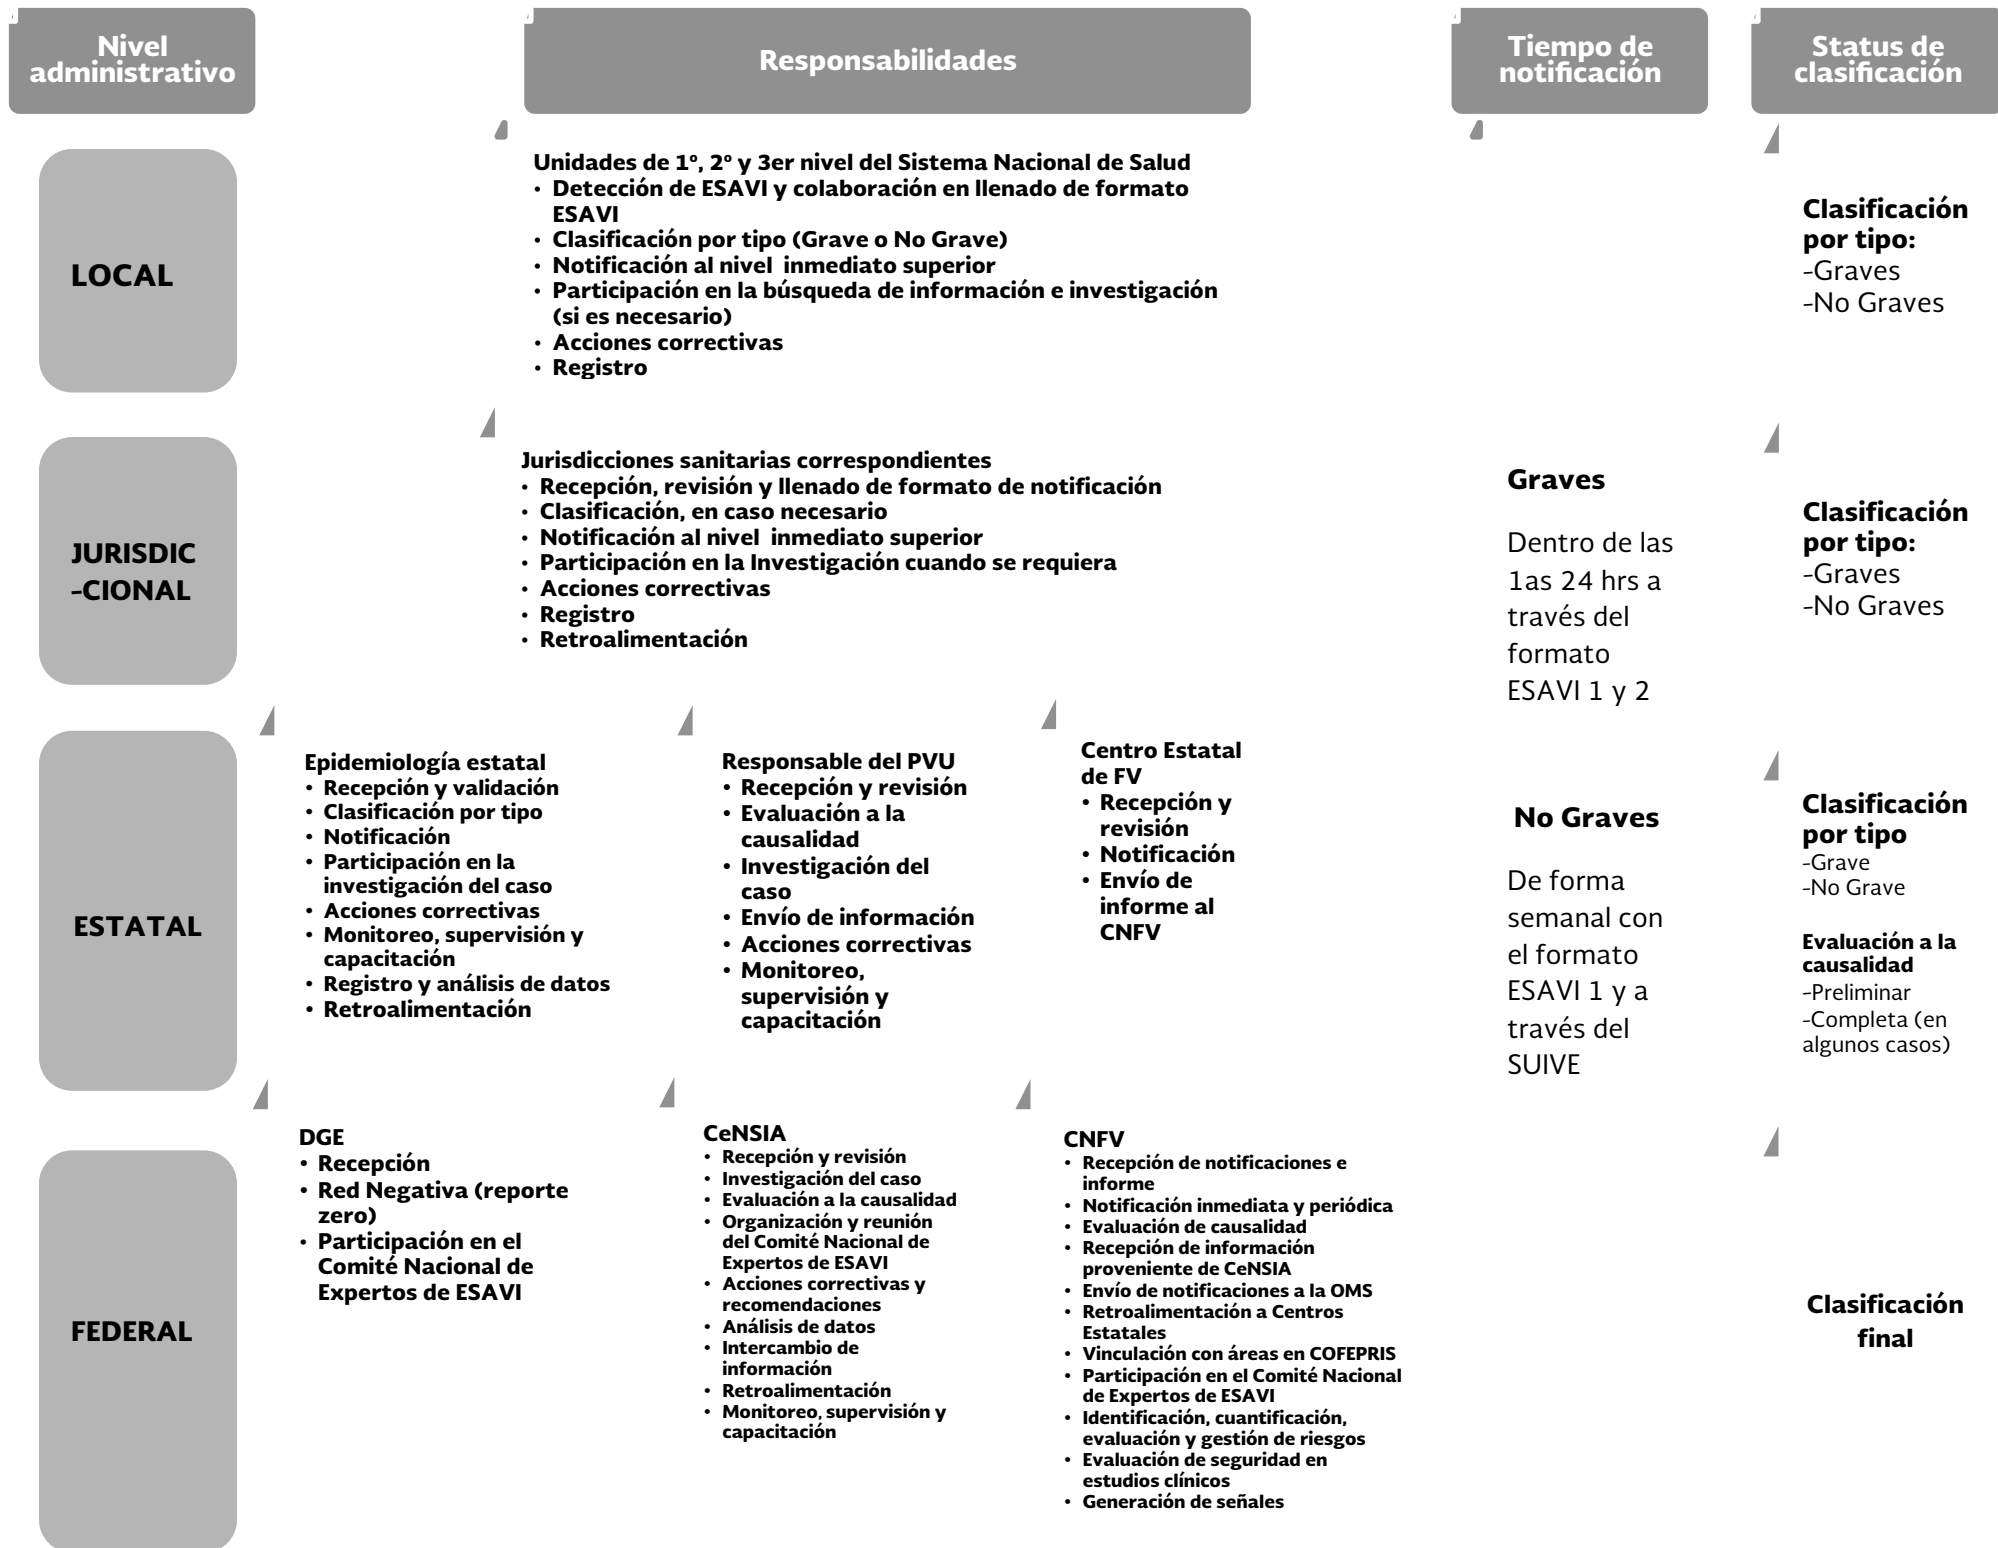 Nivel
administrativo
Responsabilidades
Tiempo de
notificación
Status de
clasificación
LOCAL
Unidades de 1º, 2º y 3er nivel del Sistema Nacional de Salud
• Detección de ESAVI y colaboración en llenado de formato
ESAVI
• Clasificación por tipo (Grave o No Grave)
• Notificación al nivel inmediato superior
• Participación en la búsqueda de información e investigación
(si es necesario)
• Acciones correctivas
• Registro
Clasificación
por tipo:
-Graves
-No Graves
JURISDIC
-CIONAL
Jurisdicciones sanitarias correspondientes
• Recepción, revisión y llenado de formato de notificación
• Clasificación, en caso necesario
• Notificación al nivel inmediato superior
• Participación en la Investigación cuando se requiera
• Acciones correctivas
• Registro
• Retroalimentación
Graves
Dentro de las
1as 24 hrs a
través del
formato
ESAVI 1 y 2
Clasificación
por tipo:
-Graves
-No Graves
ESTATAL
Epidemiología estatal
• Recepción y validación
• Clasificación por tipo
• Notificación
• Participación en la
investigación del caso
• Acciones correctivas
• Monitoreo, supervisión y
capacitación
• Registro y análisis de datos
• Retroalimentación
Responsable del PVU
• Recepción y revisión
• Evaluación a la
causalidad
• Investigación del
caso
• Envío de información
• Acciones correctivas
• Monitoreo,
supervisión y
capacitación
Centro Estatal
de FV
• Recepción y
revisión
• Notificación
• Envío de
informe al
CNFV
No Graves
De forma
semanal con
el formato
ESAVI 1 y a
través del
SUIVE
Clasificación
por tipo
-Grave
-No Grave
Evaluación a la
causalidad
-Preliminar
-Completa (en
algunos casos)
FEDERAL
DGE
• Recepción
• Red Negativa (reporte
zero)
• Participación en el
Comité Nacional de
Expertos de ESAVI
CeNSIA
• Recepción y revisión
• Investigación del caso
• Evaluación a la causalidad
• Organización y reunión
del Comité Nacional de
Expertos de ESAVI
• Acciones correctivas y
recomendaciones
• Análisis de datos
• Intercambio de
información
• Retroalimentación
• Monitoreo, supervisión y
capacitación
CNFV
• Recepción de notificaciones e
informe
• Notificación inmediata y periódica
• Evaluación de causalidad
• Recepción de información
proveniente de CeNSIA
• Envío de notificaciones a la OMS
• Retroalimentación a Centros
Estatales
• Vinculación con áreas en COFEPRIS
• Participación en el Comité Nacional
de Expertos de ESAVI
• Identificación, cuantificación,
evaluación y gestión de riesgos
• Evaluación de seguridad en
estudios clínicos
• Generación de señales
Clasificación
final